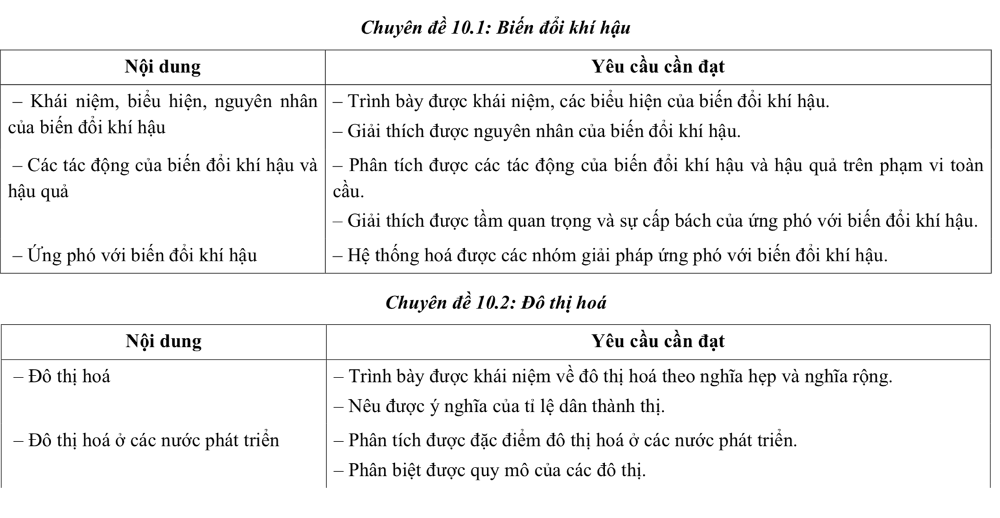 Chuyên đề 10.1: Biến đổi khí hậu
Nội dung
Yêu cầu cần đạt
– Khái niệm, biểu hiện, nguyên nhân
của biến đổi khí hậu
– Trình bày được khái niệm, các biểu hiện của biến đổi khí hậu.
– Giải thích được nguyên nhân của biến đổi khí hậu.
– Các tác động của biến đổi khí hậu và
hậu quả
– Phân tích được các tác động của biến đổi khí hậu và hậu quả trên phạm vi toàn
cầu.
– Giải thích được tầm quan trọng và sự cấp bách của ứng phó với biến đổi khí hậu.
– Ứng phó với biến đổi khí hậu
– Hệ thống hoá được các nhóm giải pháp ứng phó với biến đổi khí hậu.
Chuyên đề 10.2: Đô thị hoá
Nội dung
Yêu cầu cần đạt
– Đô thị hoá
– Trình bày được khái niệm về đô thị hoá theo nghĩa hẹp và nghĩa rộng.
– Nêu được ý nghĩa của tỉ lệ dân thành thị.
– Đô thị hoá ở các nước phát triển
– Phân tích được đặc điểm đô thị hoá ở các nước phát triển.
– Phân biệt được quy mô của các đô thị.